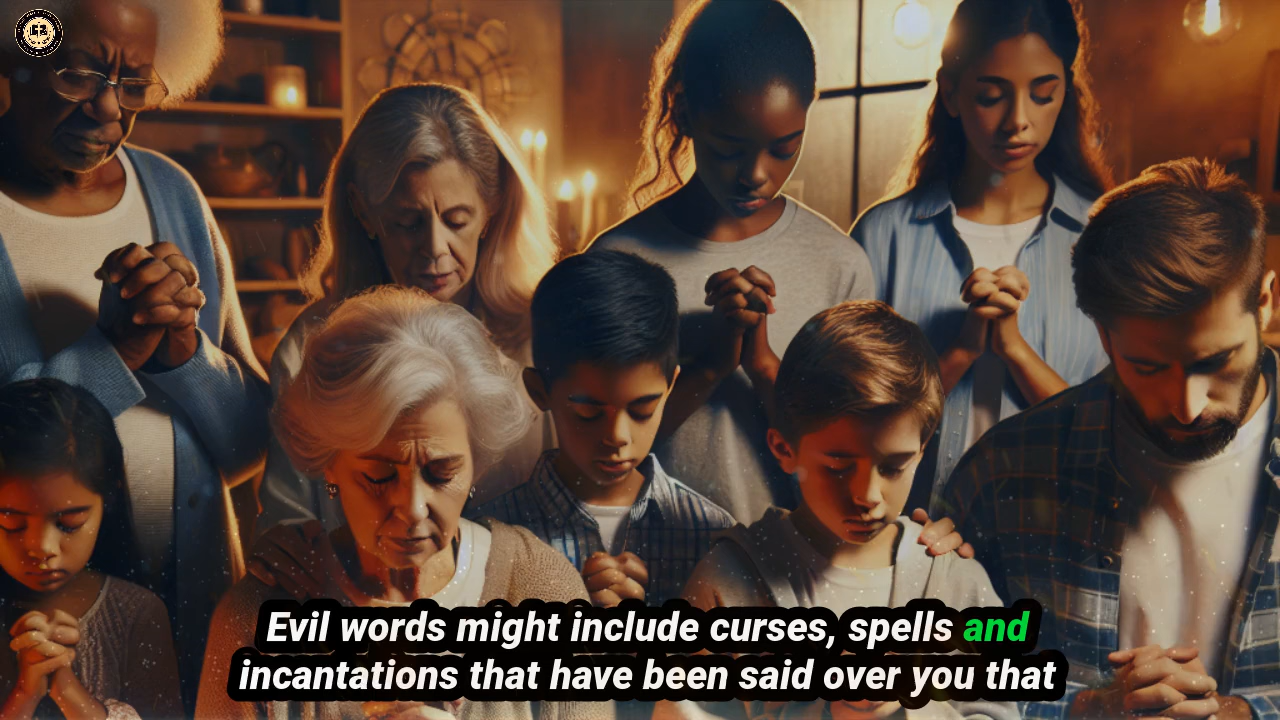 Evil words might include curses, spells and
incantations that have been said over you that